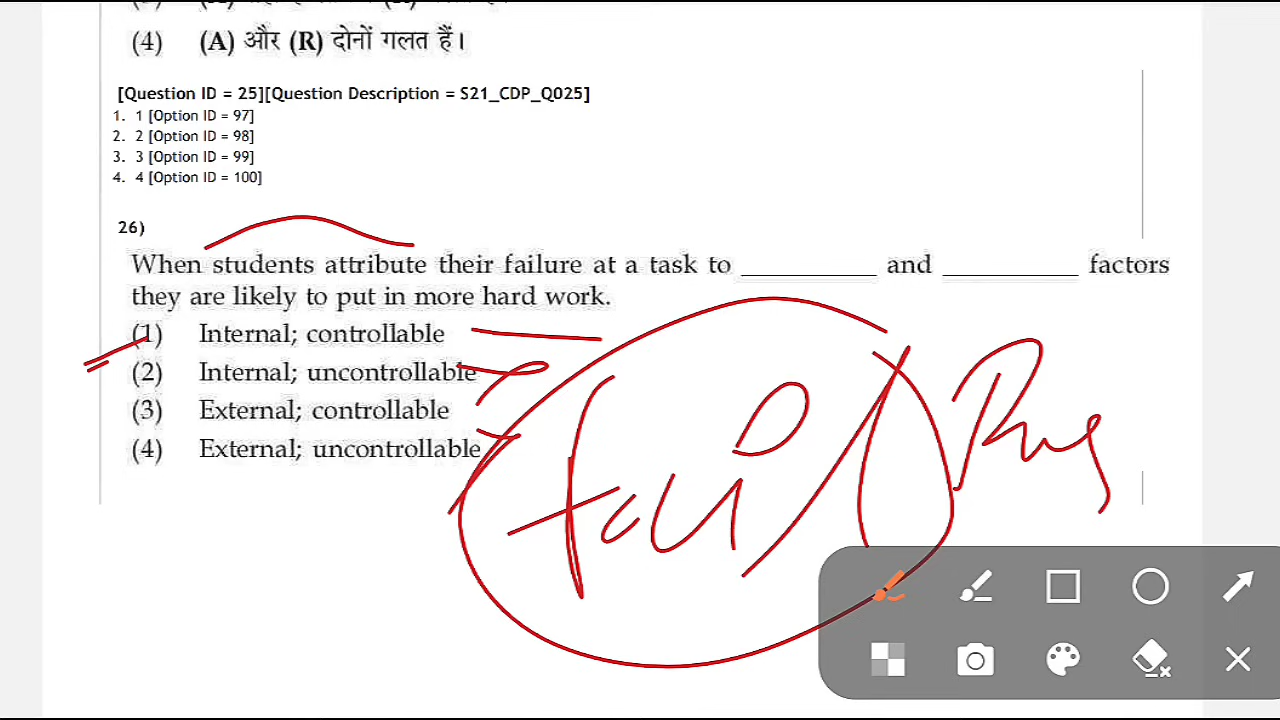 (4) (A) और (R) दोनों गलत हैं।
[Question ID = 25][Question Description = S21_CDP_Q025]
1. 1 [Option ID = 97]
2. 2 [Option ID = 98]
3. 3 [Option ID = 99]
4. 4 [Option ID = 100]
26)
When students attribute their failure at a task to __________ and __________ factors
they are likely to put in more hard work.
(1) Internal; controllable
(2) Internal; uncontrollable
(3) External; controllable
(4) External; uncontrollable